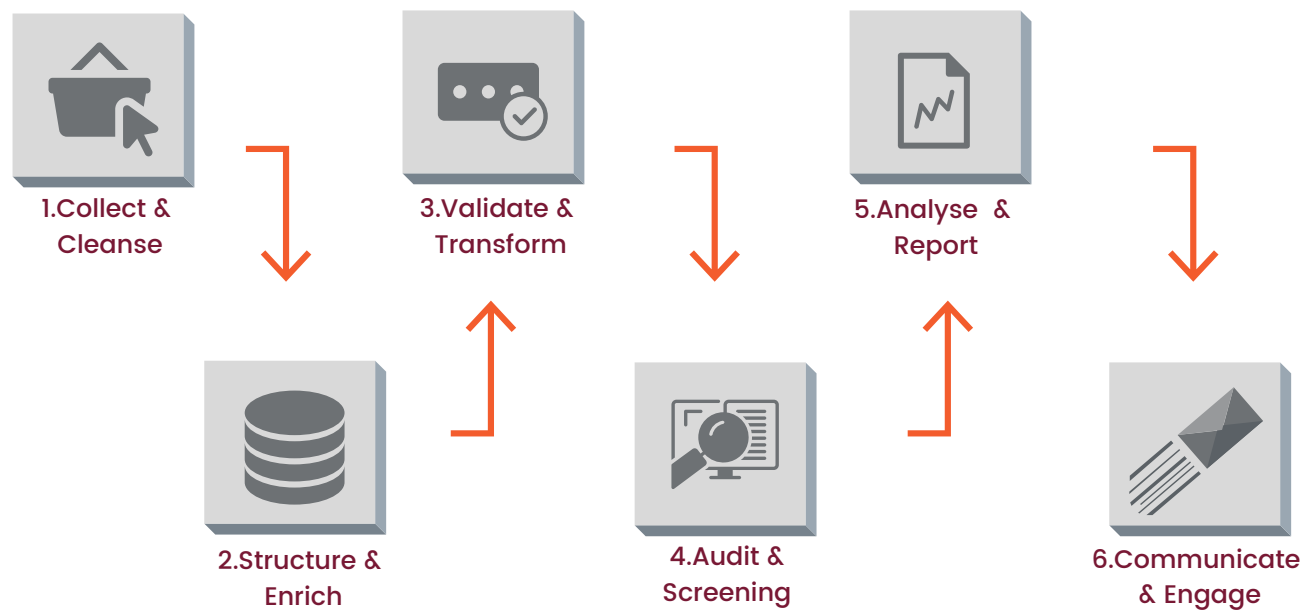 1.Collect &
Cleanse
2.Structure &
Enrich
3.Validate &
Transform
4.Audit &
Screening
5.Analyse  &
Report
6.Communicate
& Engage